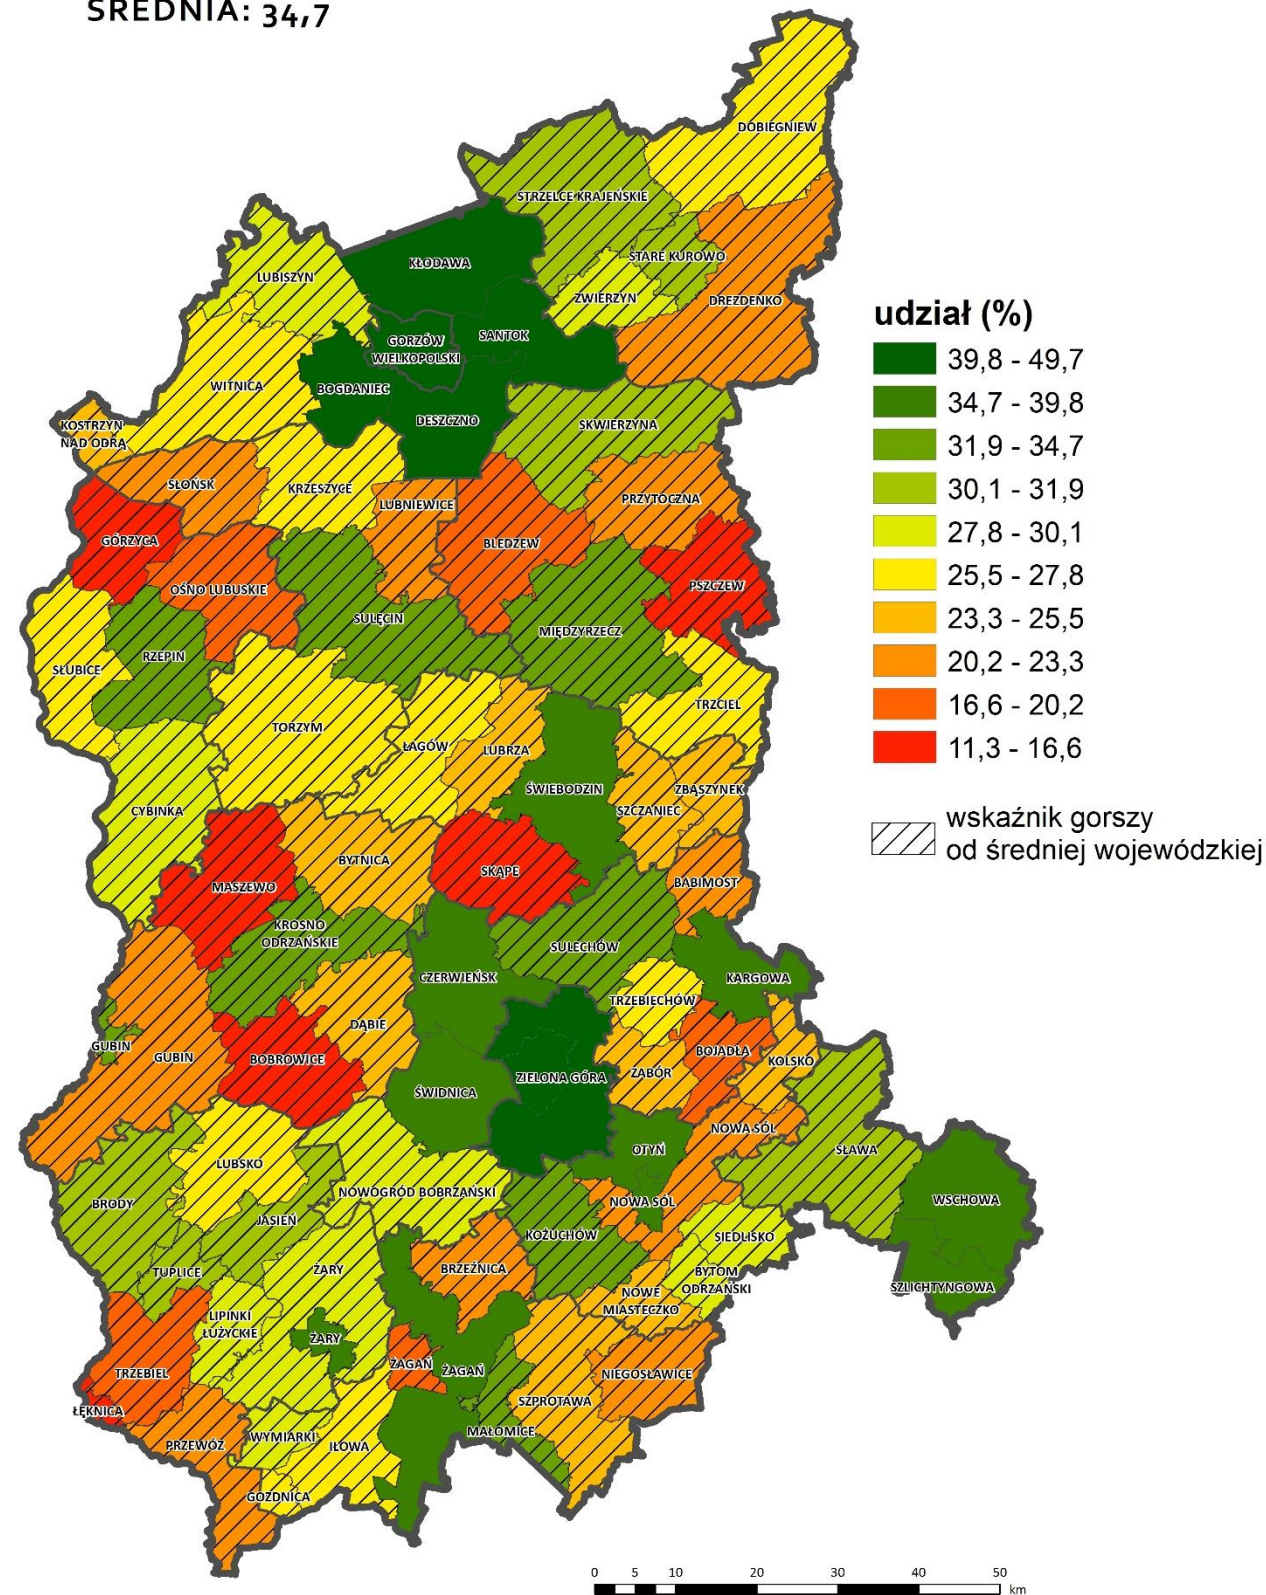 ŚREDNIA: 34,7
DOBIEGNIEW
STRZELCE KRAJEŃSKIE
STARE KUROWO
KŁODAWA
LUBISZYN
ZWIERZYN
DREZDENKO
SANTOK
GORZÓW
WIELKOPOLSKI
WITNICA
BOGDANIEC
DESZCZNO
SKWIERZYNA
KOSTRZYN
NAD ODRĄ
SŁOŃSK
KRZESZYCE
LUBNIEWICE
PRZYTOCZNA
GÓRZYCA
BLEDZEW
OŚNO LUBUSKIE
PSZCZEW
SULĘCIN
MIĘDZYRZECZ
RZEPIN
SŁUBICE
TRZCIEL
TORZYM
ŁAGÓW
LUBRZA
ŚWIEBODZIN
ZBĄSZYNEK
SZCZANIEC
CYBINKA
BYTNICA
SKĄPE
BABIMOST
MASZEWO
KROSNO
ODRZAŃSKIE
SULECHÓW
CZERWIEŃSK
KARGOWA
TRZEBIECHÓW
DĄBIE
GUBIN
GUBIN
BOBROWICE
BOJADŁA
KOLSKO
ZABÓR
ZIELONA GÓRA
ŚWIDNICA
NOWA SÓL
OTYŃ
SŁAWA
LUBSKO
NOWOGRÓD BOBRZAŃSKI
NOWA SÓL
WSCHOWA
BRODY
JASIEŃ
KOŻUCHÓW
SIEDLISKO
TUPLICE
ŻARY
BRZEŹNICA
BYTOM
ODRZAŃSKI
SZLICHTYNGOWA
NOWE
MIASTECZKO
LIPINKI
ŁUŻYCKIE
ŻARY
ŻAGAŃ
ŻAGAŃ
TRZEBIEL
NIEGOSŁAWICE
SZPROTAWA
ŁĘKNICA
MAŁOMICE
WYMIARKI
PRZEWÓZ
IŁOWA
GOZDNICA
udział (%)
39,8 - 49,7
34,7 - 39,8
31,9 - 34,7
30,1 - 31,9
27,8 - 30,1
25,5 - 27,8
23,3 - 25,5
20,2 - 23,3
16,6 - 20,2
11,3 - 16,6
wskaźnik gorszy
od średniej wojewódzkiej
0 5 10 20 30 40 50
km